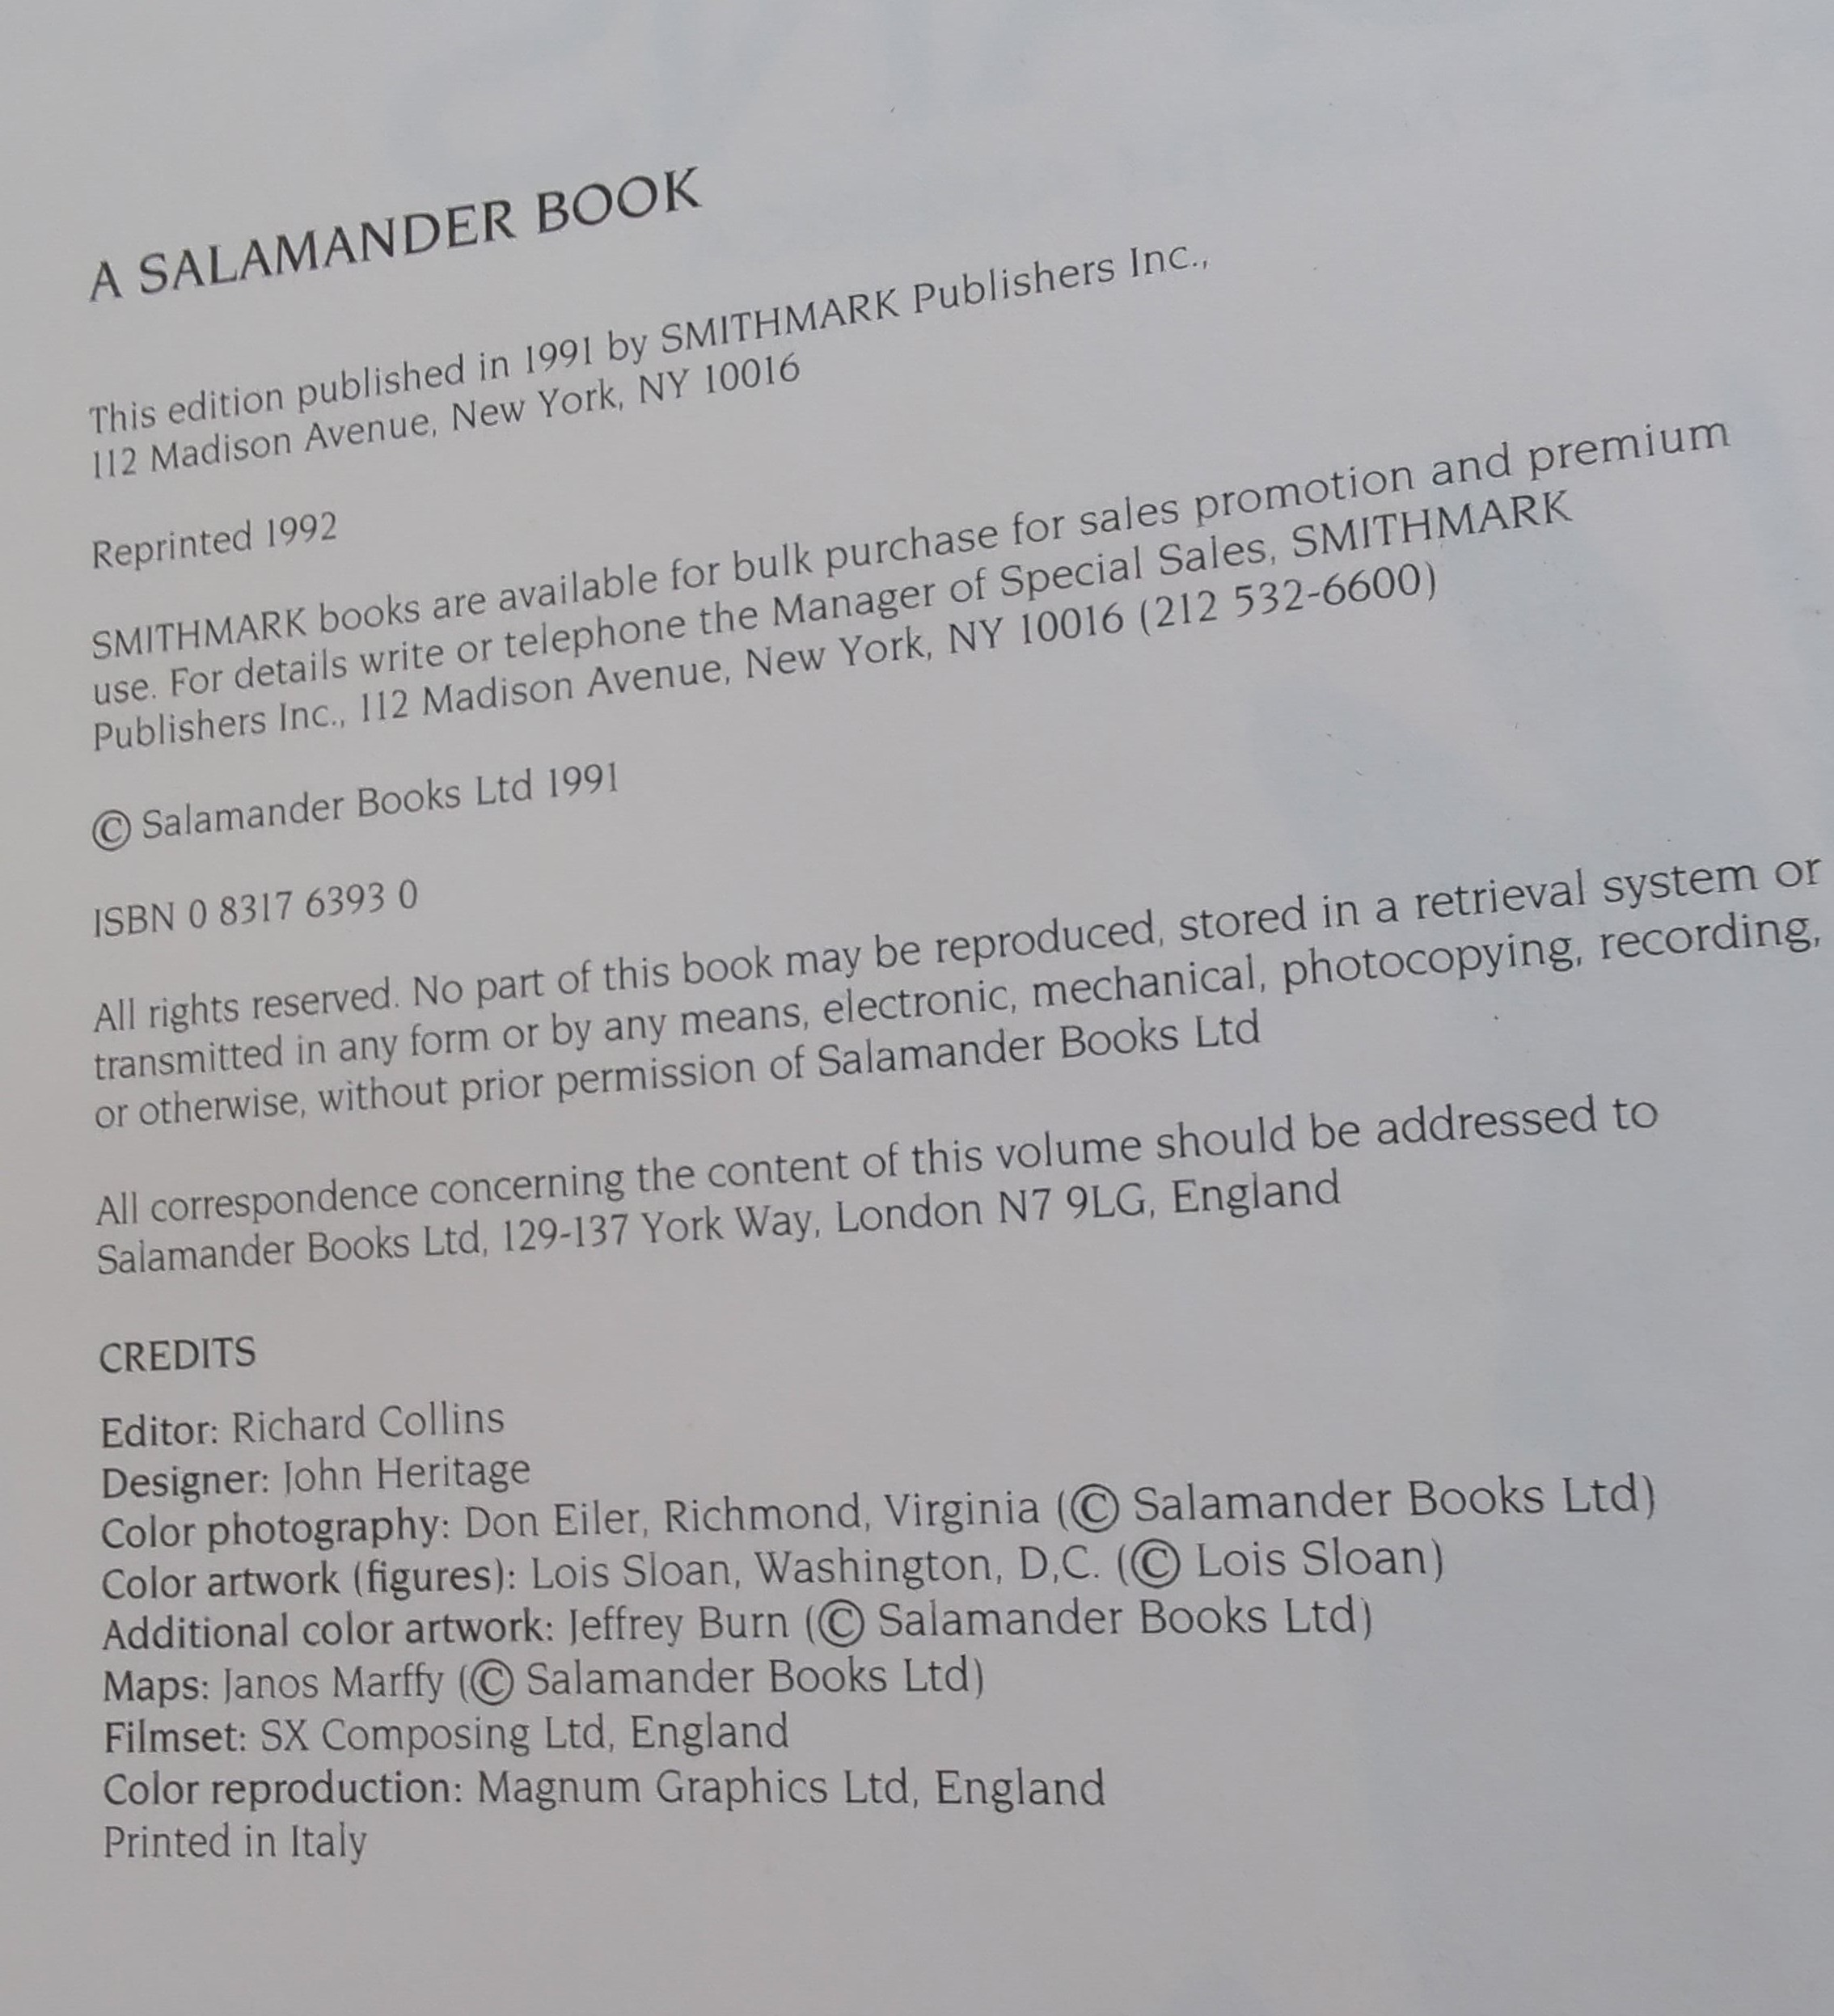 A SALAMANDER BOOK
This edition published in 1991 by SMITHMARK Publishers Inc.,
112 Madison Avenue, New York, NY 10016
Reprinted 1992
SMITHMARK books are available for bulk purchase for sales promotion and premium
use. For details write or telephone the Manager of Special Sales, SMITHMARK
Publishers Inc., 112 Madison Avenue, New York, NY 10016 (212 532-6600)
© Salamander Books Ltd 1991
ISBN 0 8317 6393 0
All rights reserved. No part of this book may be reproduced, stored in a retrieval system or
transmitted in any form or by any means, electronic, mechanical, photocopying, recording,
or otherwise, without prior permission of Salamander Books Ltd
All correspondence concerning the content of this volume should be addressed to
Salamander Books Ltd, 129-137 York Way, London N7 9LG, England
CREDITS
Editor: Richard Collins
Designer: John Heritage
Color photography: Don Eiler, Richmond, Virginia (© Salamander Books Ltd)
Color artwork (figures): Lois Sloan, Washington, D,C. (© Lois Sloan)
Additional color artwork: Jeffrey Burn (© Salamander Books Ltd)
Maps: Janos Marffy (© Salamander Books Ltd)
Filmset: SX Composing Ltd, England
Color reproduction: Magnum Graphics Ltd, England
Printed in Italy